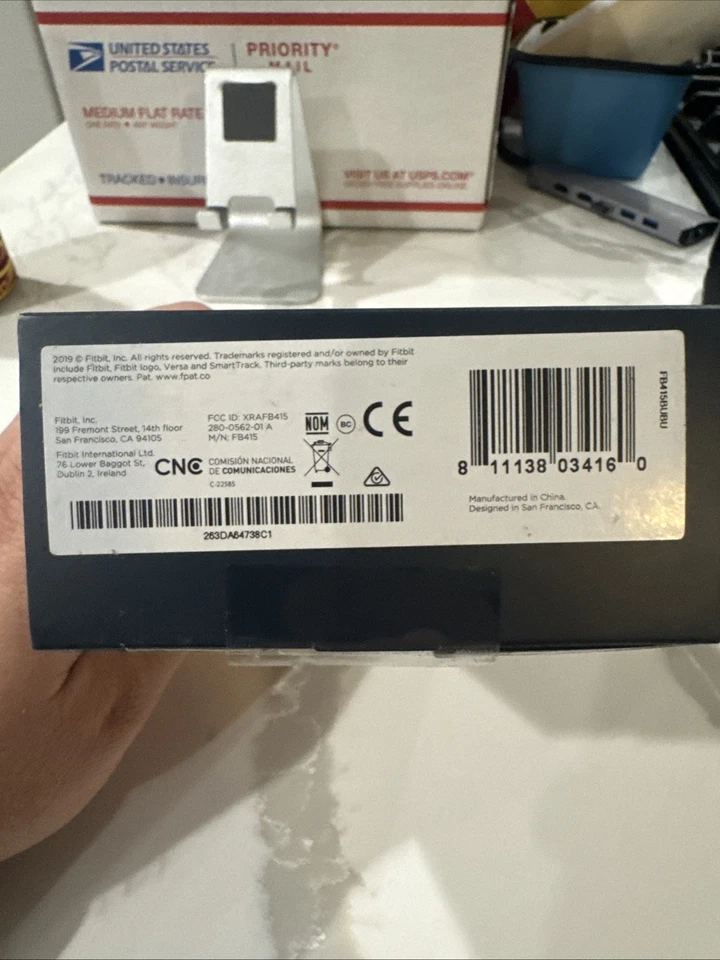 UNITED STATES
POSTAL SERVICE
PRIORITY®
MAIL
MEDIUM FLAT RATE
TRACKED ★ INSUR
VISIT US AT USPS.COM®
2019 © Fitbit, Inc. All rights reserved. Trademarks registered and/or owned by Fitbit
include Fitbit, Fitbit logo, Versa and SmartTrack. Third-party marks belong to their
respective owners. Pat. www.fpat.co
Fitbit, Inc.
199 Fremont Street, 14th floor
San Francisco, CA 94105
Fitbit International Ltd.
76 Lower Baggot St,
Dublin 2, Ireland
FCC ID: XRAFB415
280-0562-01 A
M/N: FB415
NOM
BC
CE
CNC
COMISIÓN NACIONAL
DE COMUNICACIONES
C-22585
263DA64738C1
8 11138 03416 0
FB415BUBU
Manufactured in China.
Designed in San Francisco, CA.